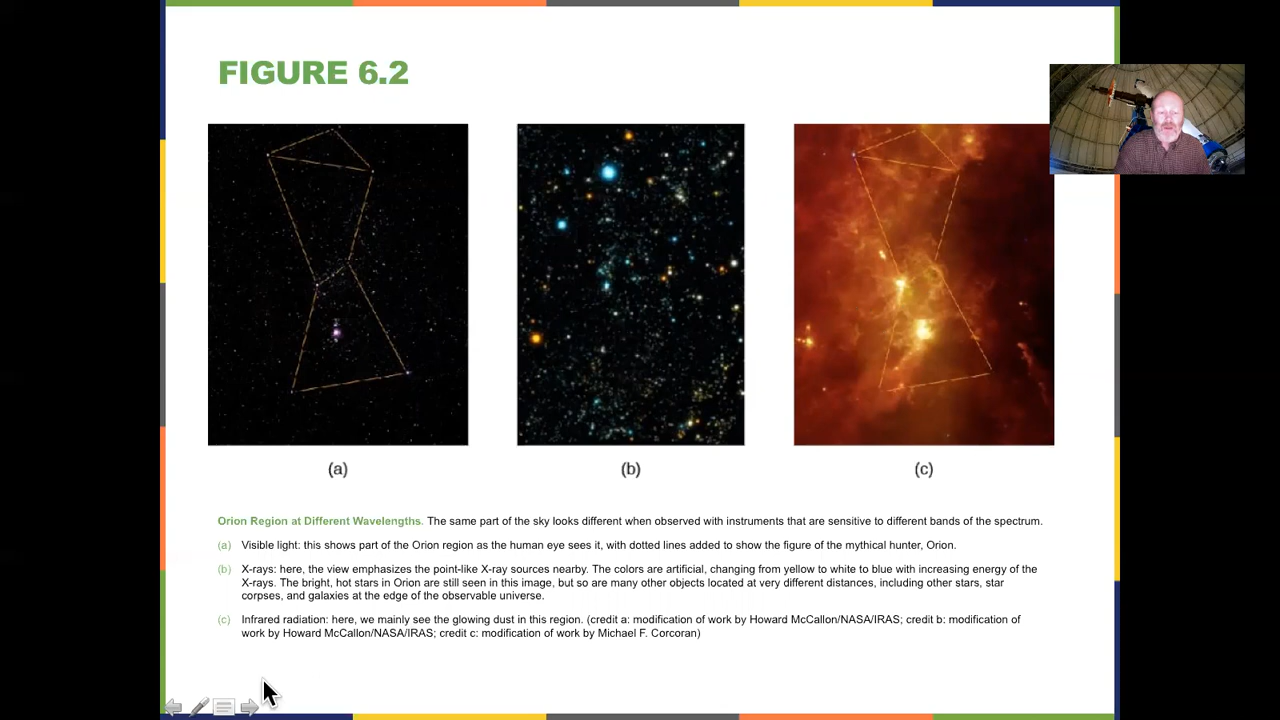 FIGURE 6.2
(a)
(b)
(c)
Orion Region at Different Wavelengths. The same part of the sky looks different when observed with instruments that are sensitive to different bands of the spectrum.
(a) Visible light: this shows part of the Orion region as the human eye sees it, with dotted lines added to show the figure of the mythical hunter, Orion.
(b) X-rays: here, the view emphasizes the point-like X-ray sources nearby. The colors are artificial, changing from yellow to white to blue with increasing energy of the
X-rays. The bright, hot stars in Orion are still seen in this image, but so are many other objects located at very different distances, including other stars, star
corpses, and galaxies at the edge of the observable universe.
(c) Infrared radiation: here, we mainly see the glowing dust in this region. (credit a: modification of work by Howard McCallon/NASA/IRAS; credit b: modification of
work by Howard McCallon/NASA/IRAS; credit c: modification of work by Michael F. Corcoran)